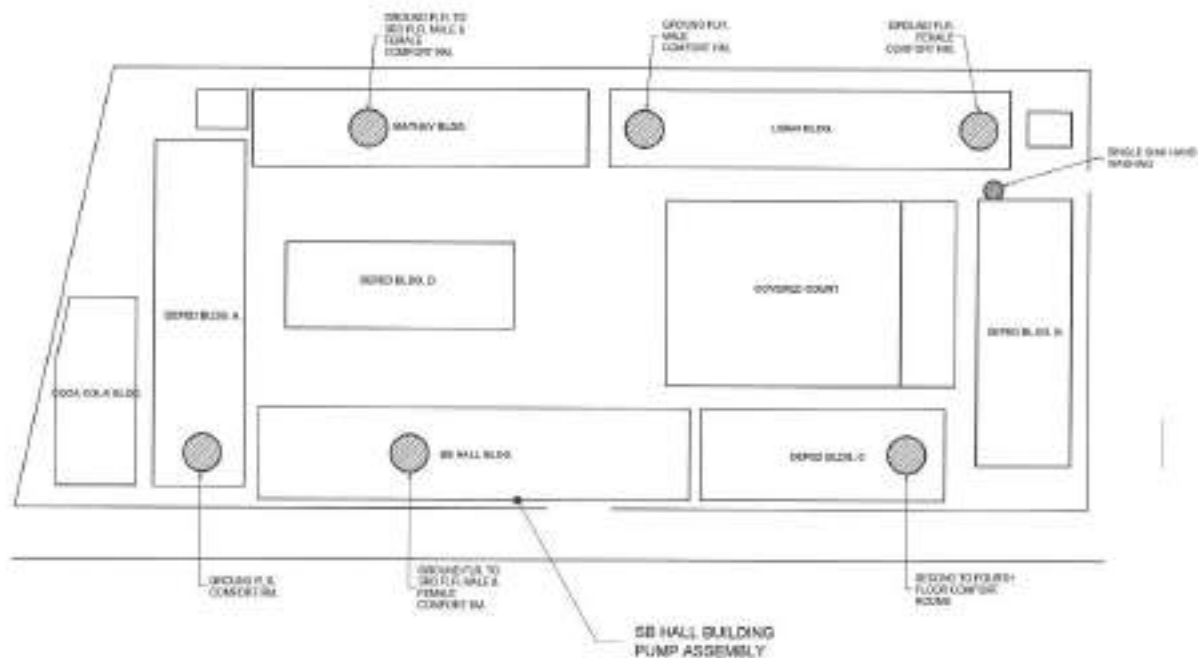 GROUND FLR. TO
3RD FLR. MALE &
FEMALE
COMFORT RM.
GROUND FLR.
MALE
COMFORT RM.
GROUND FLR.
FEMALE
COMFORT RM.
SINGLE SINK HAND
WASHING
BLDG.
BLDG.
DEPED BLDG. D
COVERED COURT
DEPED BLDG. A
DEPED BLDG. B
COCA COLA BLDG
SB HALL BLDG.
DEPED BLDG. C
GROUND FLR.
COMFORT RM.
GROUND FLR. TO
3RD FLR. MALE &
FEMALE
COMFORT RM.
SECOND TO FOURTH
FLOOR COMFORT
ROOMS
SB HALL BUILDING
PUMP ASSEMBLY